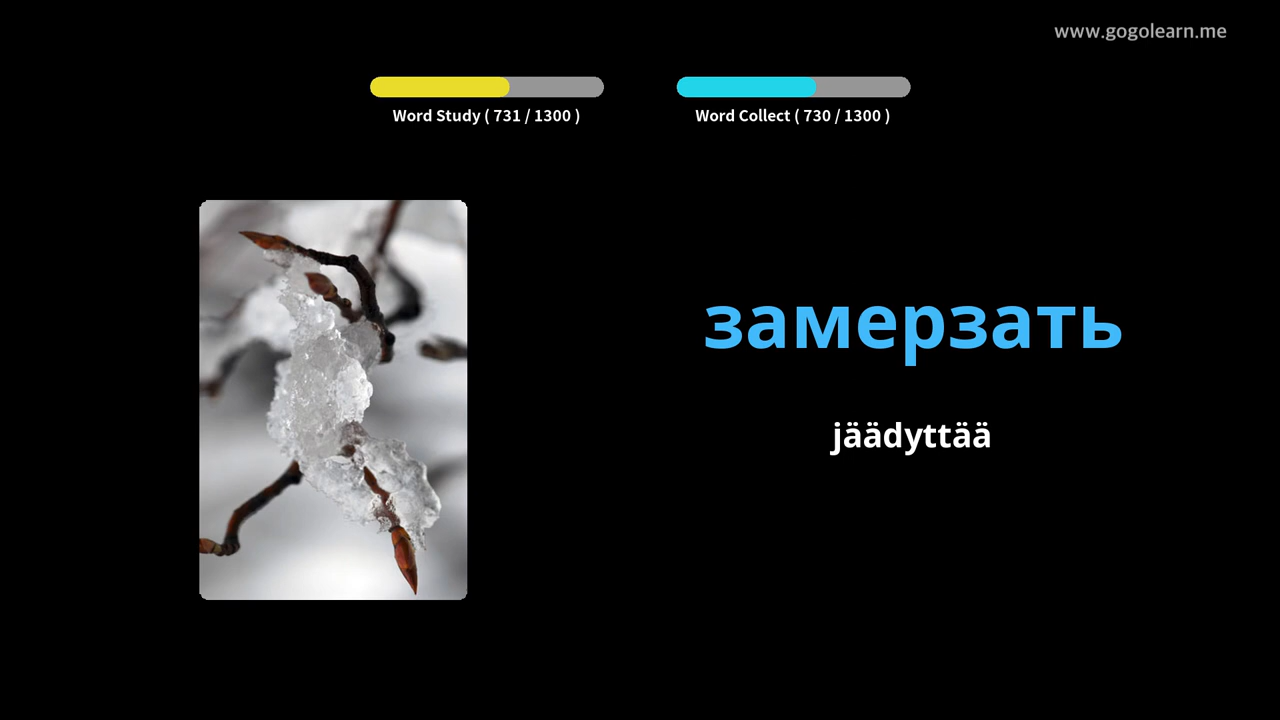 www.gogolearn.me
Word Study ( 731 / 1300 )
Word Collect ( 730 / 1300 )
замерзать
jäädyttää